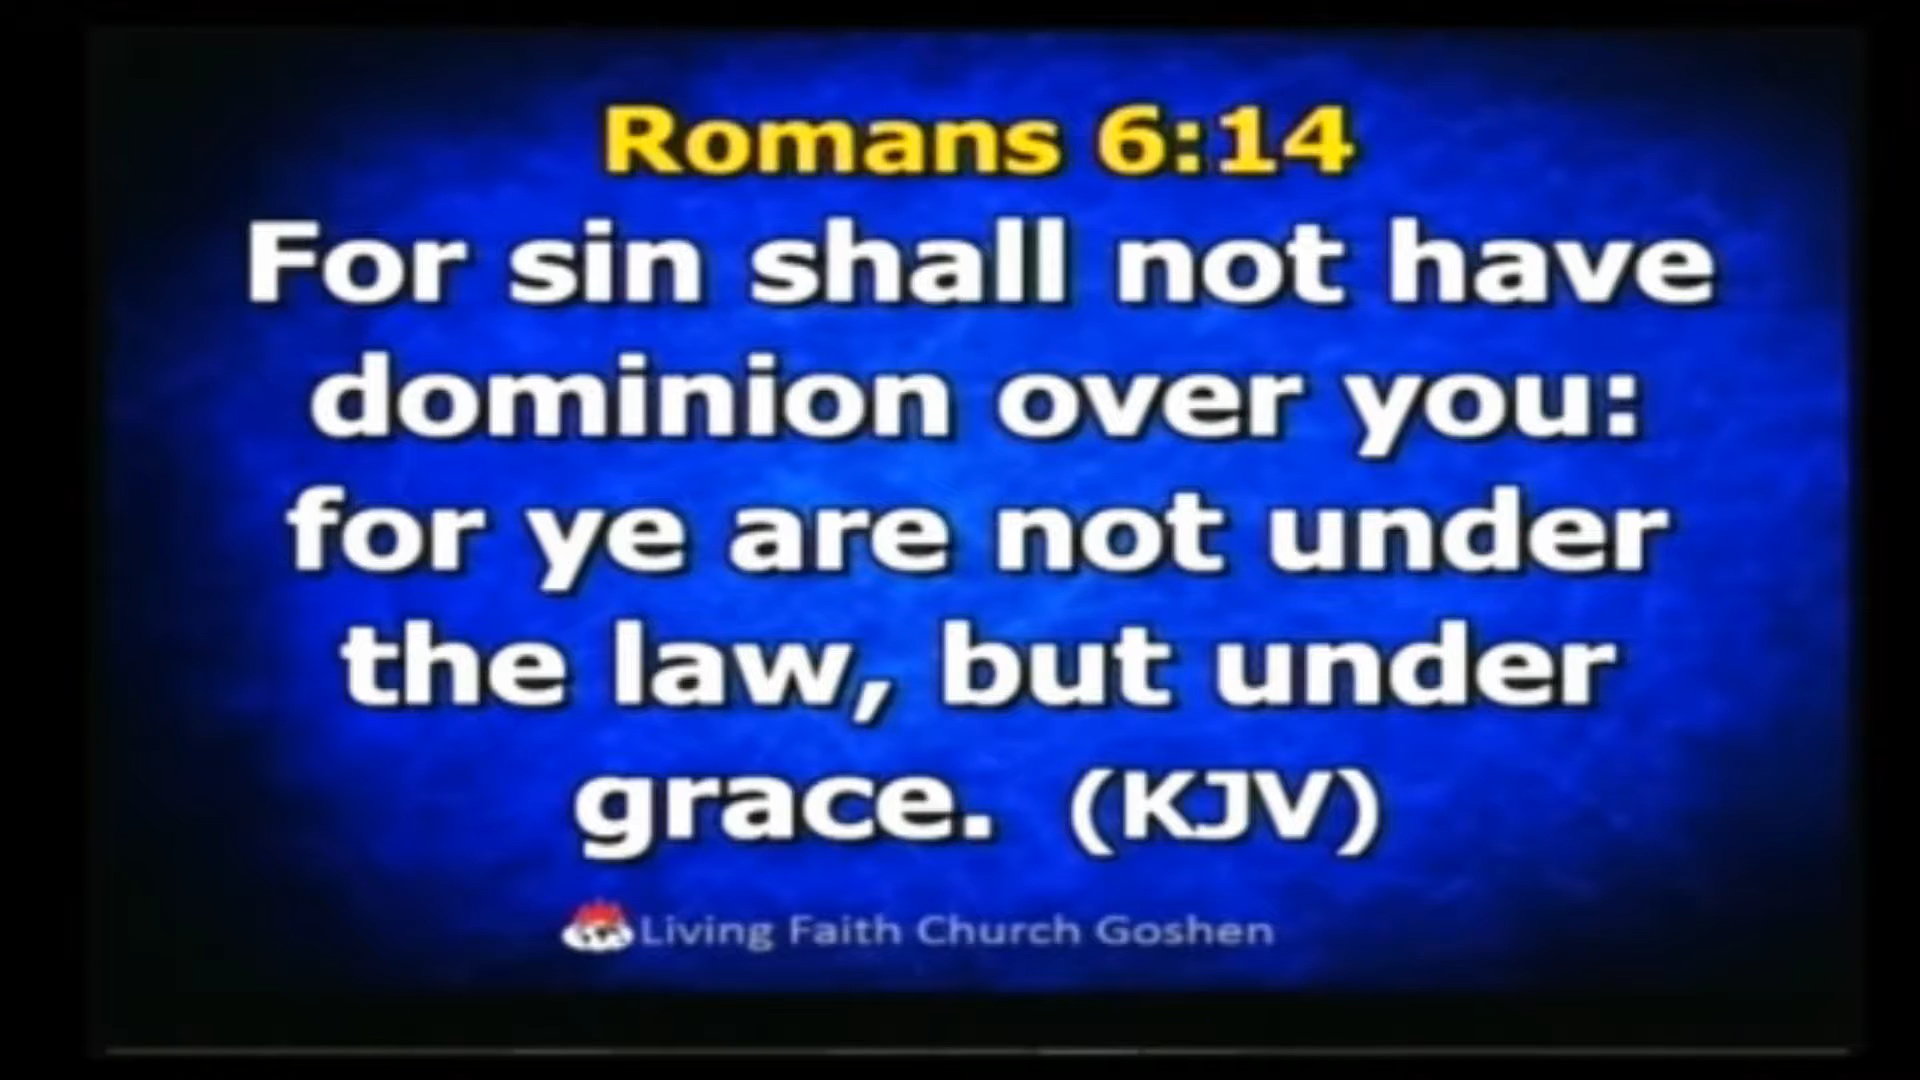 Romans 6:14
For sin shall not have
dominion over you:
for ye are not under
the law, but under
grace. (KJV)
Living Faith Church Goshen